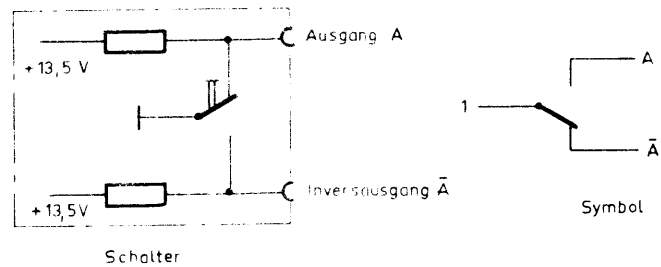 Ausgang A
+ 13,5 V
A
1
Ā
Inversausgang Ā
+ 13,5 V
Symbol
Schalter